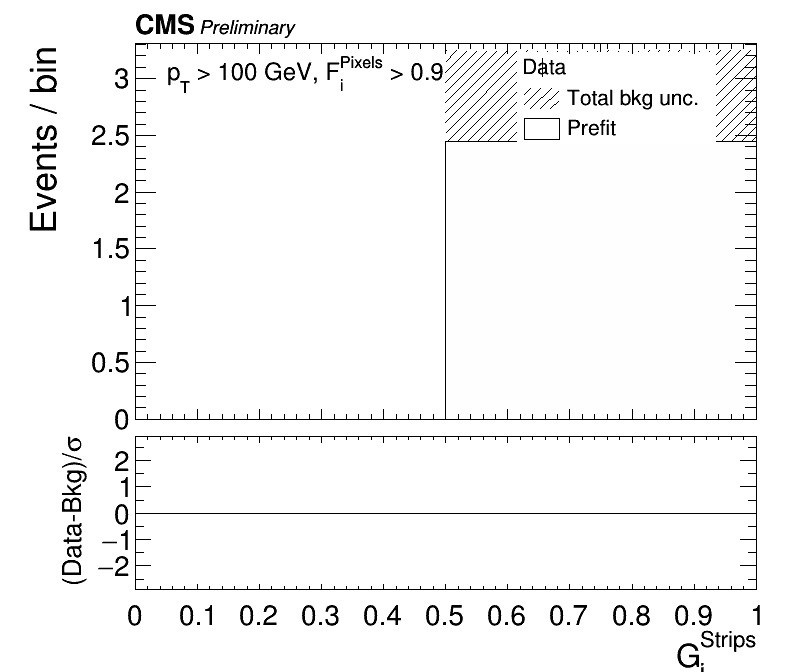 CMS Preliminary
Events / bin
p_T > 100 GeV, F_i^Pixels > 0.9
Data
Total bkg unc.
Prefit
3
2.5
2
1.5
1
0.5
0
(Data-Bkg)/σ
2
1
0
−1
−2
0 0.1 0.2 0.3 0.4 0.5 0.6 0.7 0.8 0.9 1
G_i^Strips